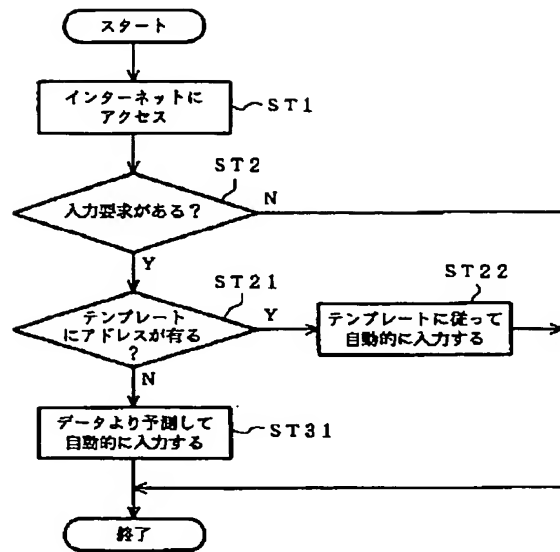 スタート
インターネットに
アクセス
ST1
ST2
入力要求がある?
N
Y
ST21
テンプレート
にアドレスが有る
?
Y
N
ST22
テンプレートに従って
自動的に入力する
データより予測して
自動的に入力する
ST31
終了